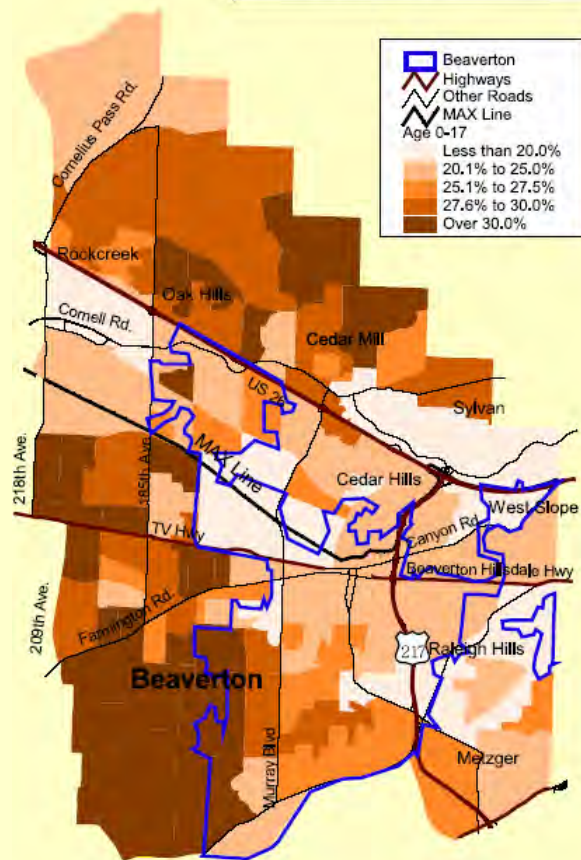 Beaverton
Highways
Other Roads
MAX Line
Age 0-17
Less than 20.0%
20.1% to 25.0%
25.1% to 27.5%
27.6% to 30.0%
Over 30.0%
Cornelius Pass Rd.
Rockcreek
Oak Hills
Cornell Rd.
Cedar Mill
US 26
Sylvan
218th Ave.
185th Ave.
MAX Line
Cedar Hills
West Slope
Canyon Rd.
TV Hwy
Beaverton Hillsdale Hwy
209th Ave.
Farmington Rd.
217
Raleigh Hills
Beaverton
Murray Blvd
Metzger